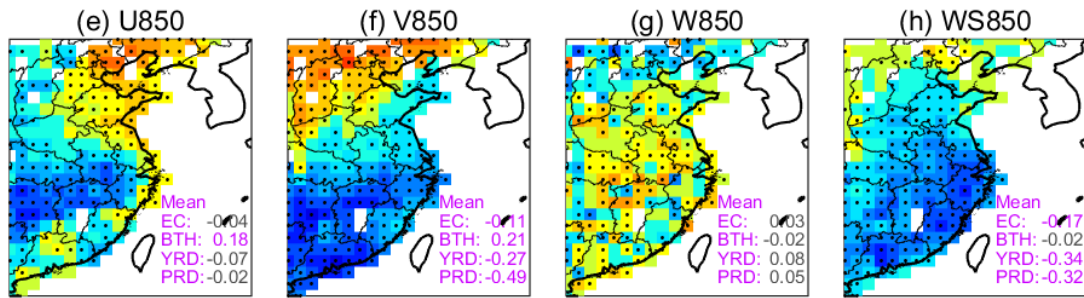 (e) U850
Mean
EC: -0.04
BTH: 0.18
YRD: -0.07
PRD: -0.02
(f) V850
Mean
EC: -0.11
BTH: 0.21
YRD: -0.27
PRD: -0.49
(g) W850
Mean
EC: 0.03
BTH: -0.02
YRD: 0.08
PRD: 0.05
(h) WS850
Mean
EC: -0.17
BTH: -0.02
YRD: -0.34
PRD: -0.32